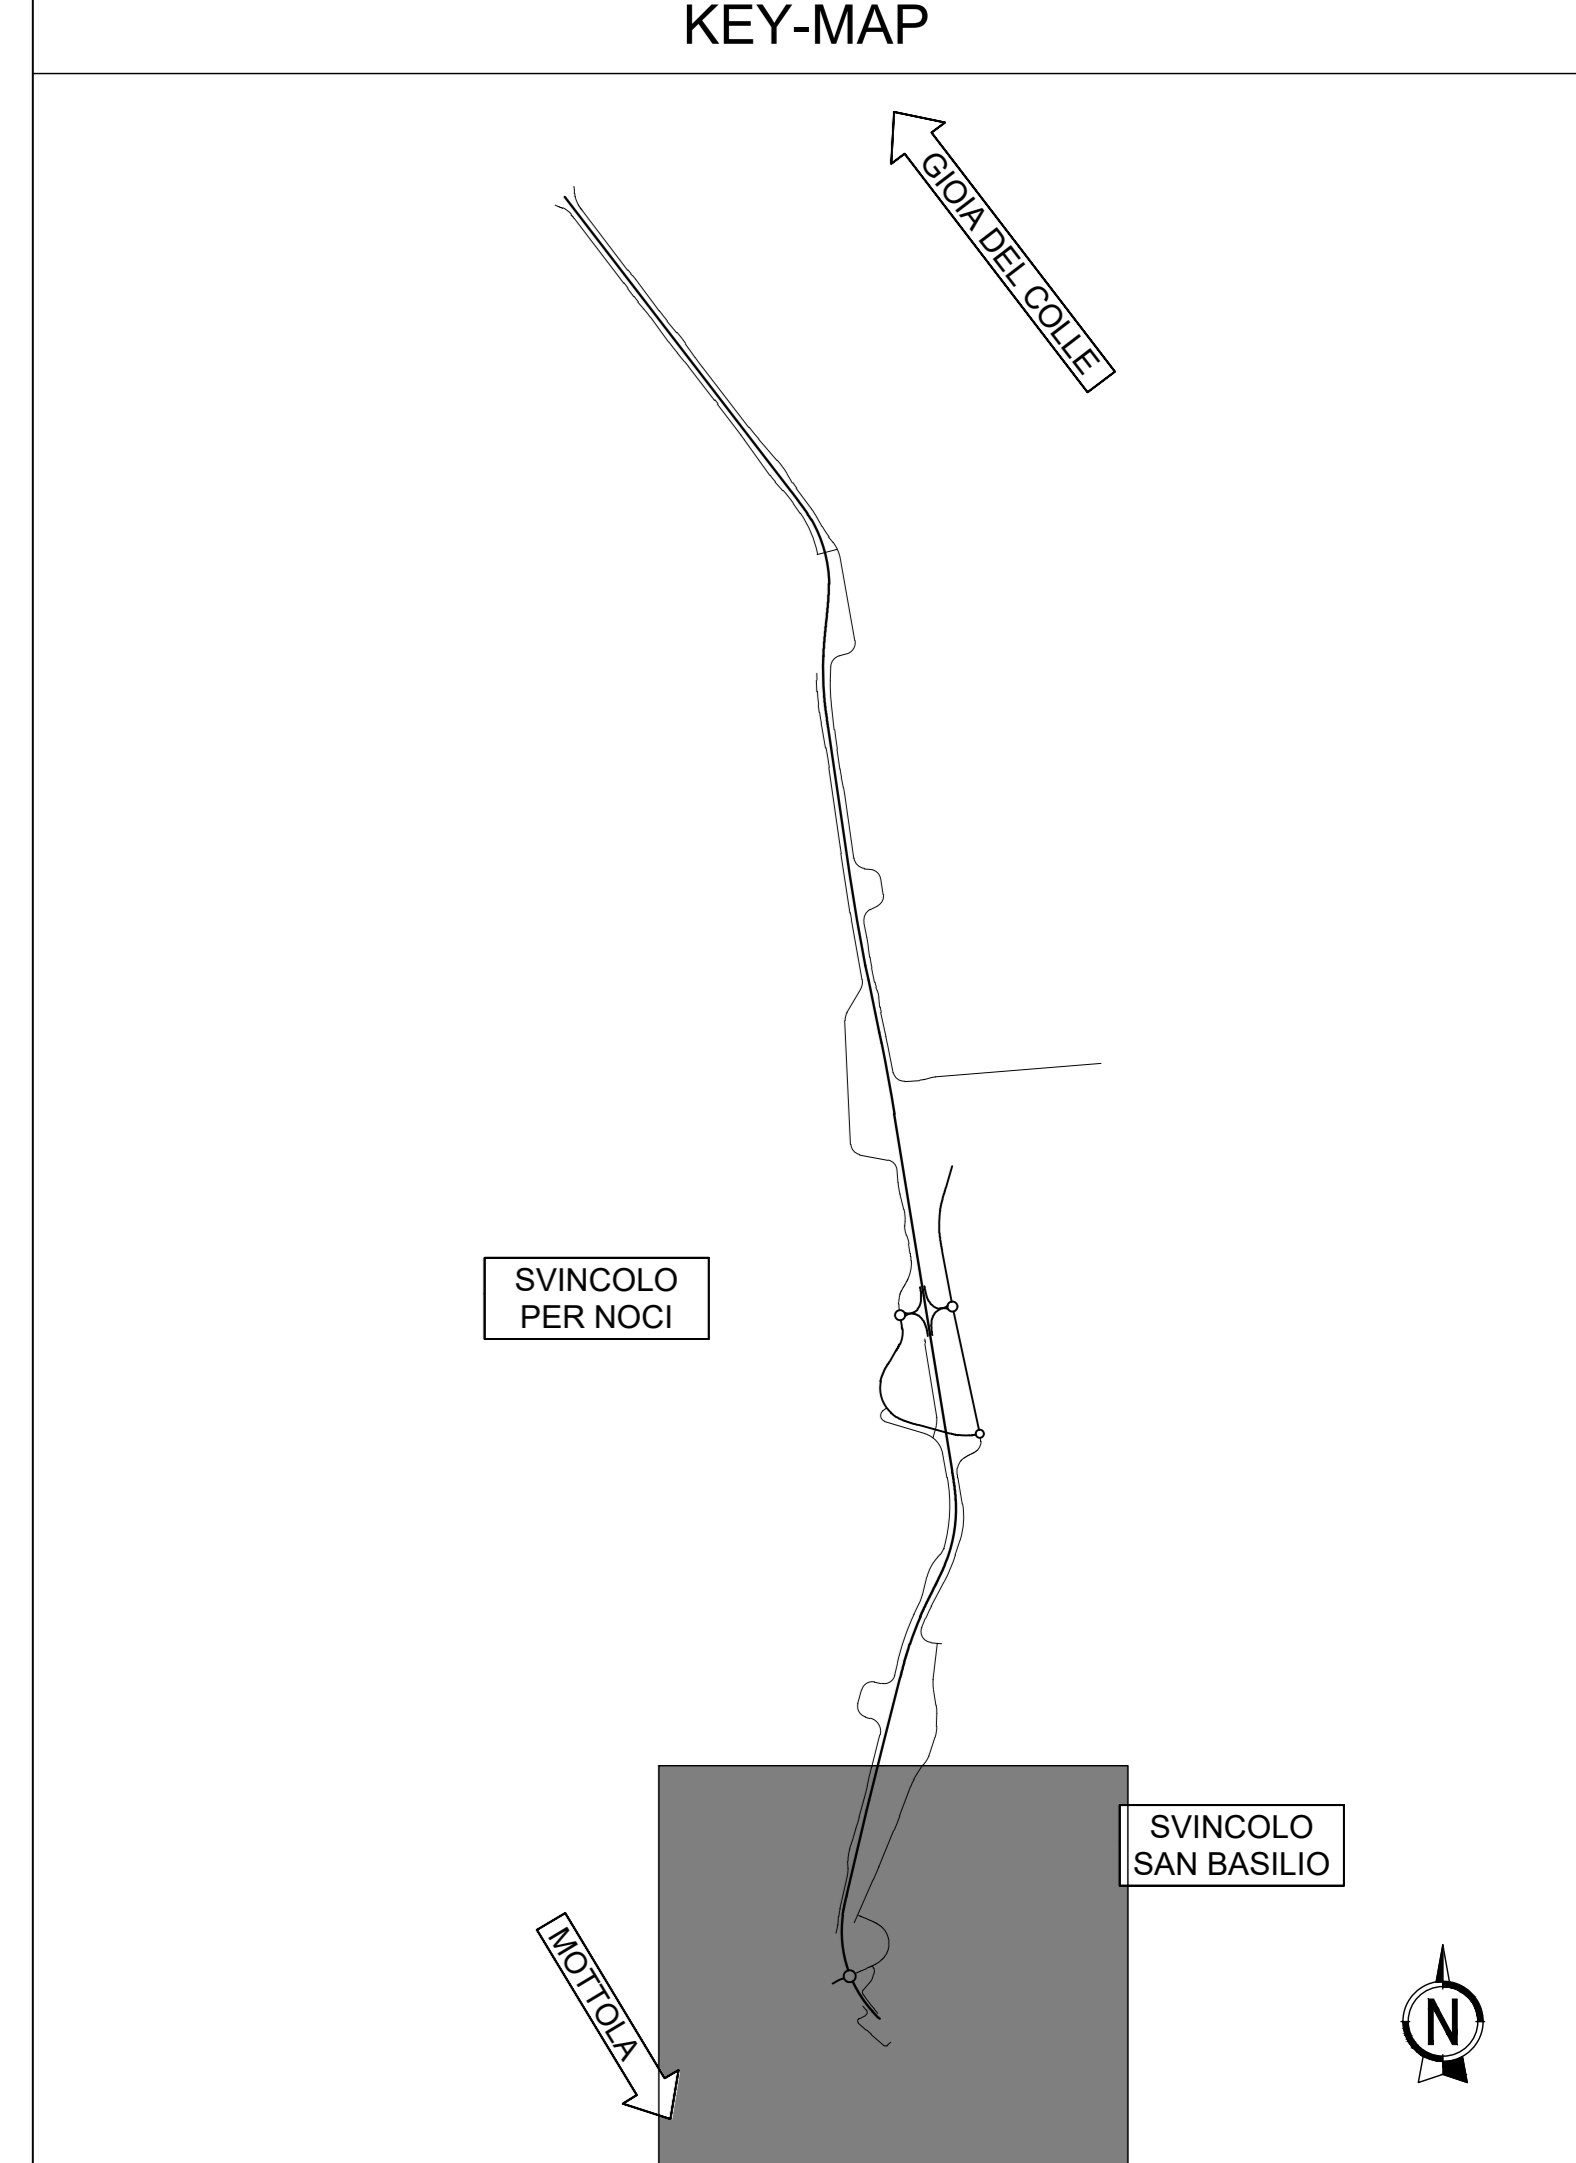 KEY-MAP
GIOIA DEL COLLE
SVINCOLO
PER NOCI
SVINCOLO
SAN BASILIO
MOTTOLA
N